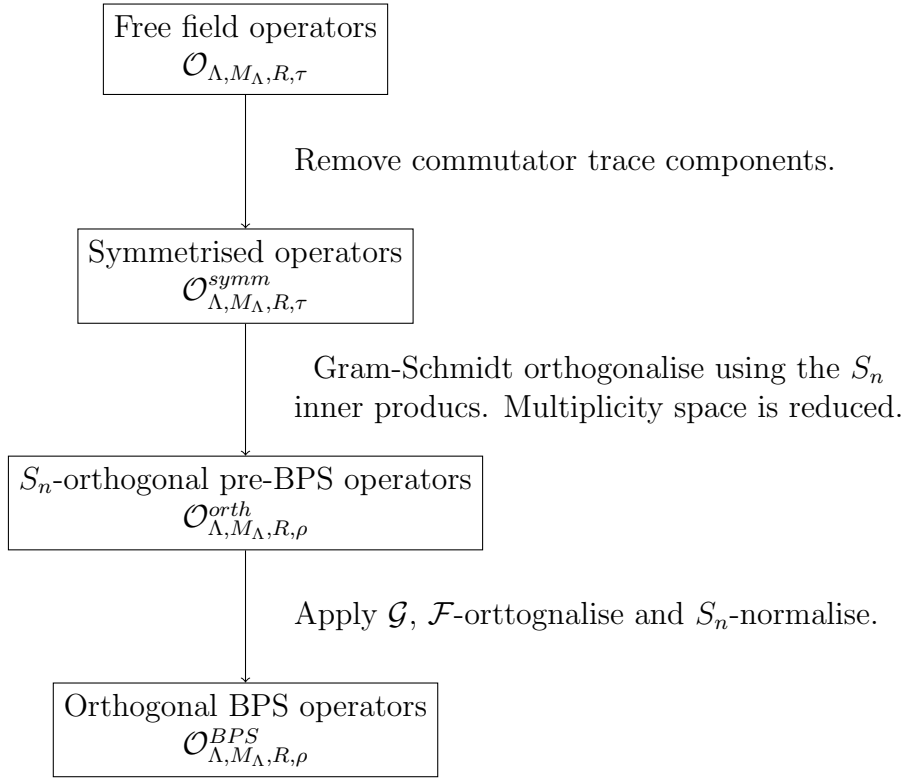 Free field operators
𝒪_{Λ,M_Λ,R,τ}
Remove commutator trace components.
Symmetrised operators
𝒪^{symm}_{Λ,M_Λ,R,τ}
Gram-Schmidt orthogonalise using the S_n
inner producs. Multiplicity space is reduced.
S_n-orthogonal pre-BPS operators
𝒪^{orth}_{Λ,M_Λ,R,ρ}
Apply 𝒢, ℱ-orttognalise and S_n-normalise.
Orthogonal BPS operators
𝒪^{BPS}_{Λ,M_Λ,R,ρ}